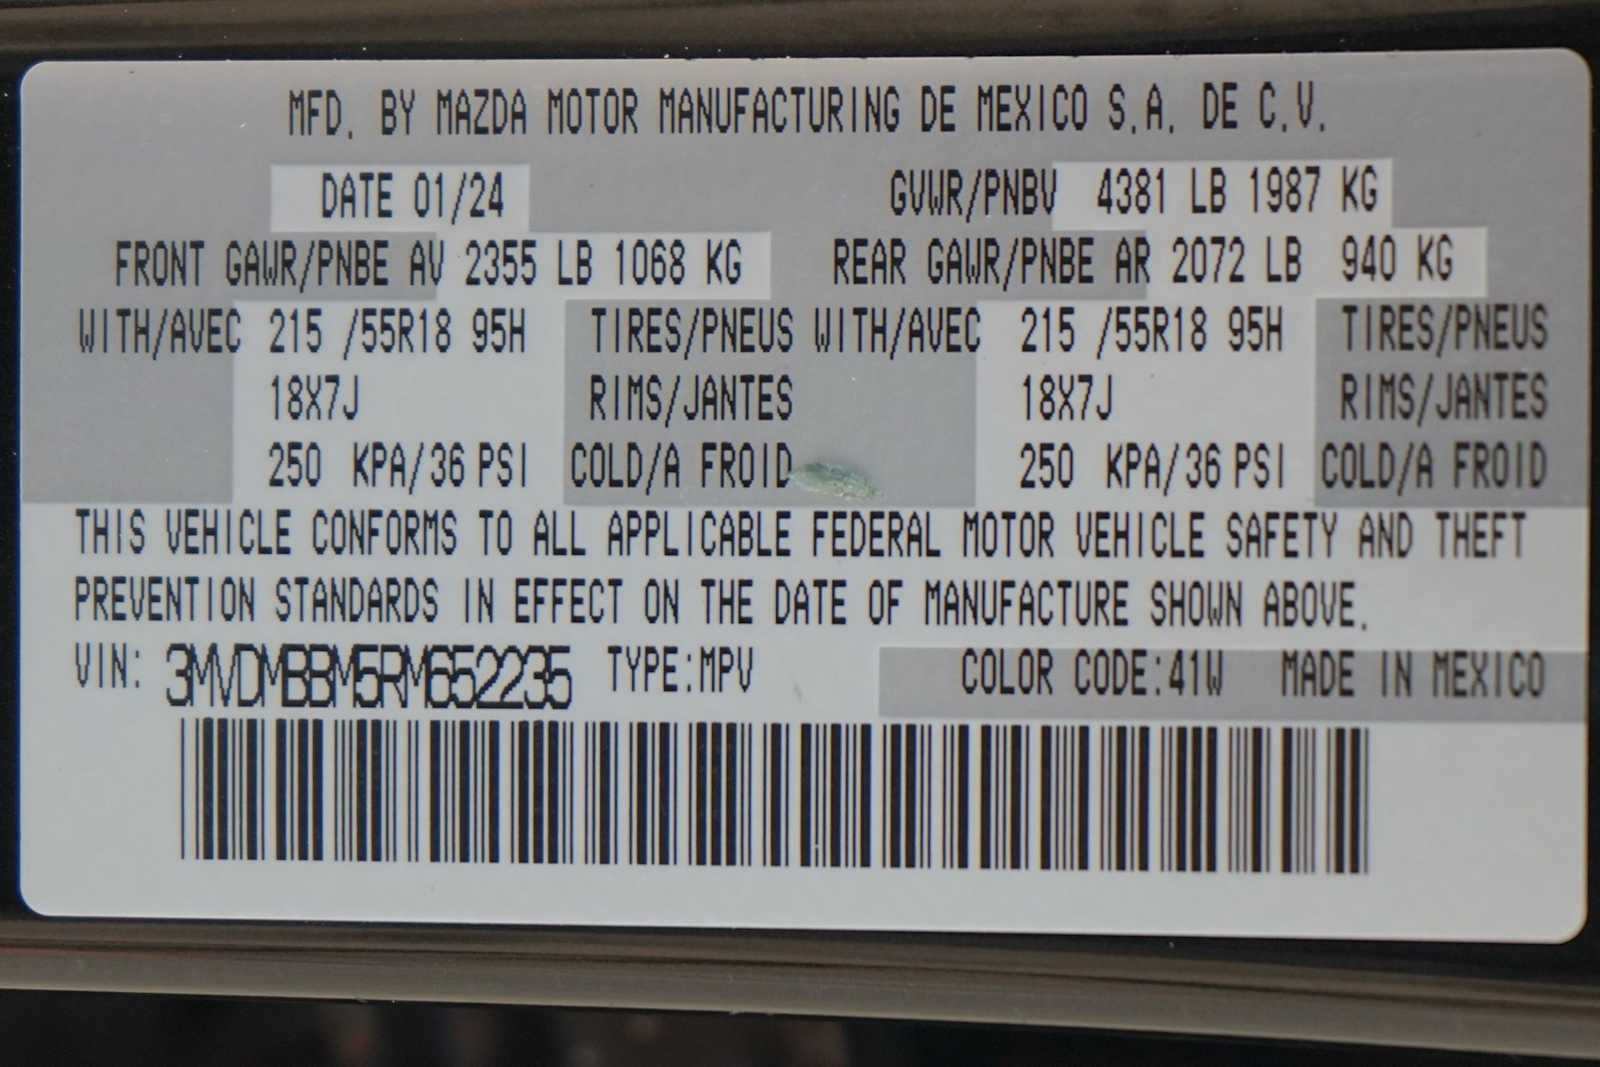 MFD. BY MAZDA MOTOR MANUFACTURING DE MEXICO S.A. DE C.V.
DATE 01/24 GVWR/PNBV 4381 LB 1987 KG
FRONT GAWR/PNBE AV 2355 LB 1068 KG REAR GAWR/PNBE AR 2072 LB 940 KG
WITH/AVEC 215 /55R18 95H TIRES/PNEUS WITH/AVEC 215 /55R18 95H TIRES/PNEUS
18X7J RIMS/JANTES 18X7J RIMS/JANTES
250 KPA/36 PSI COLD/A FROID 250 KPA/36 PSI COLD/A FROID
THIS VEHICLE CONFORMS TO ALL APPLICABLE FEDERAL MOTOR VEHICLE SAFETY AND THEFT
PREVENTION STANDARDS IN EFFECT ON THE DATE OF MANUFACTURE SHOWN ABOVE.
VIN: 3MVDMBBM5RM652235 TYPE:MPV COLOR CODE:41W MADE IN MEXICO